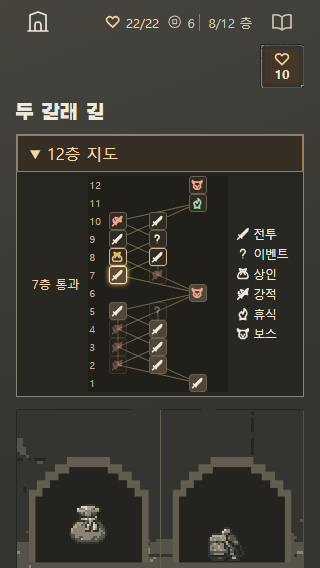 22/22 6 8/12 층
10
두 갈래 길
▼ 12층 지도
12
11
10
9
8
7
6
5
4
3
2
1
7층 통과
전투
? 이벤트
상인
강적
휴식
보스